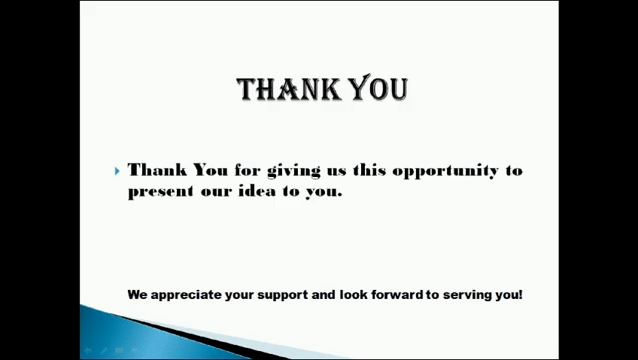 THANK YOU
Thank You for giving us this opportunity to
present our idea to you.
We appreciate your support and look forward to serving you!